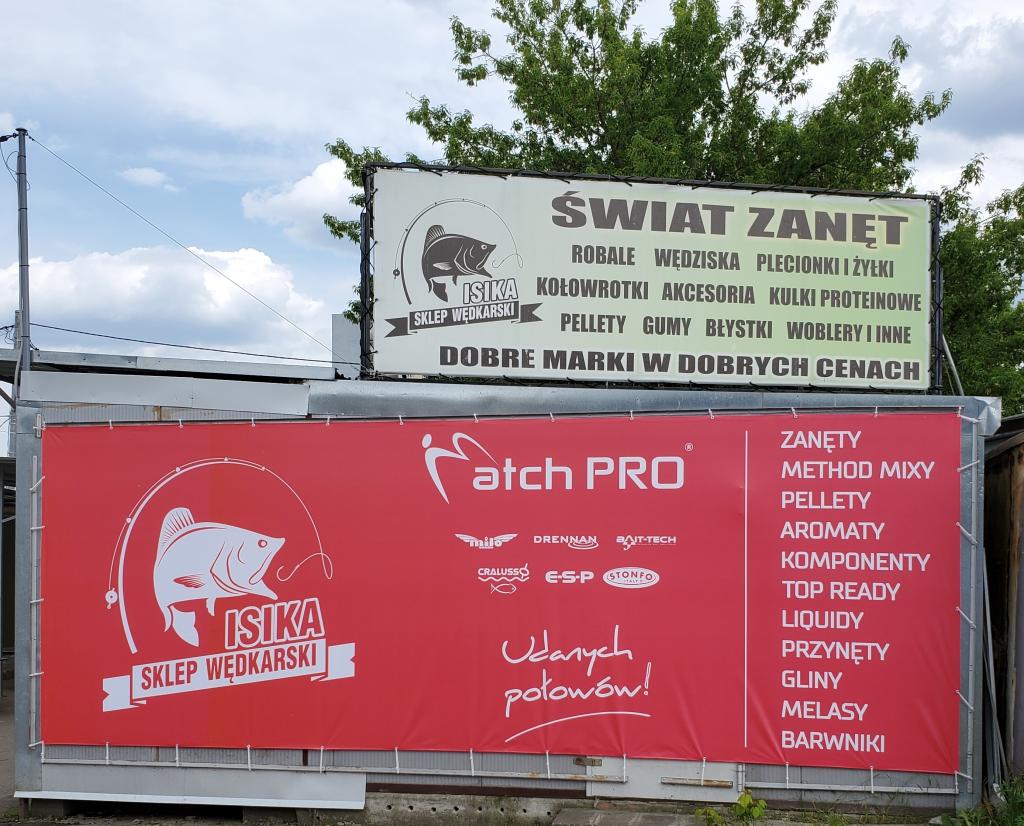 ŚWIAT ZANĘT
ROBALE WĘDZISKA PLECIONKI I ŻYŁKI
KOŁOWROTKI AKCESORIA KULKI PROTEINOWE
PELLETY GUMY BŁYSTKI WOBLERY I INNE
DOBRE MARKI W DOBRYCH CENACH
ISIKA
SKLEP WĘDKARSKI
ISIKA
SKLEP WĘDKARSKI
Match PRO®
milo DRENNAN BAIT-TECH
CRALUSSO E-S-P STONFO
ITALY
Udanych
połowów!
ZANĘTY
METHOD MIXY
PELLETY
AROMATY
KOMPONENTY
TOP READY
LIQUIDY
PRZYNĘTY
GLINY
MELASY
BARWNIKI